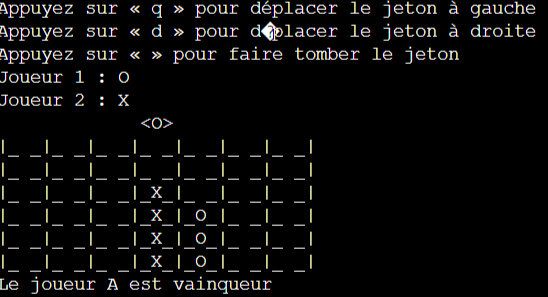 Appuyez sur « q » pour déplacer le jeton à gauche
Appuyez sur « d » pour d�placer le jeton à droite
Appuyez sur « » pour faire tomber le jeton
Joueur 1 : O
Joueur 2 : X
<O>
|_ _|_ _|_ _|_ _|_ _|_ _|_ _|
|_ _|_ _|_ _|_ _|_ _|_ _|_ _|
|_ _|_ _|_ _|_X_|_ _|_ _|_ _|
|_ _|_ _|_ _|_X_|_O_|_ _|_ _|
|_ _|_ _|_ _|_X_|_O_|_ _|_ _|
|_ _|_ _|_ _|_X_|_O_|_ _|_ _|
Le joueur A est vainqueur